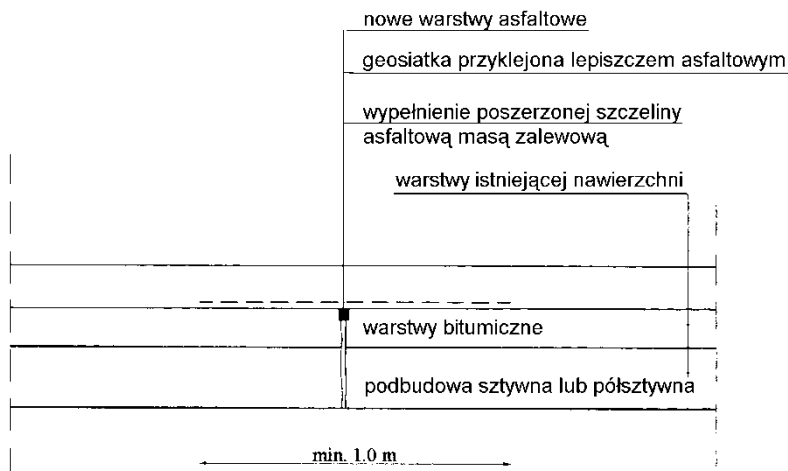 nowe warstwy asfaltowe
geosiatka przyklejona lepiszczem asfaltowym
wypełnienie poszerzonej szczeliny
asfaltową masą zalewową
warstwy istniejącej nawierzchni
warstwy bitumiczne
podbudowa sztywna lub półsztywna
min. 1.0 m